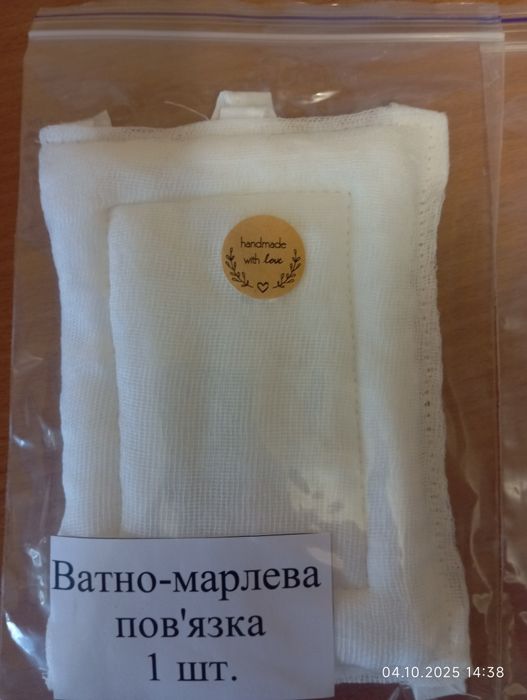 handmade
with love
Ватно-марлева
пов'язка
1 шт.
04.10.2025 14:38